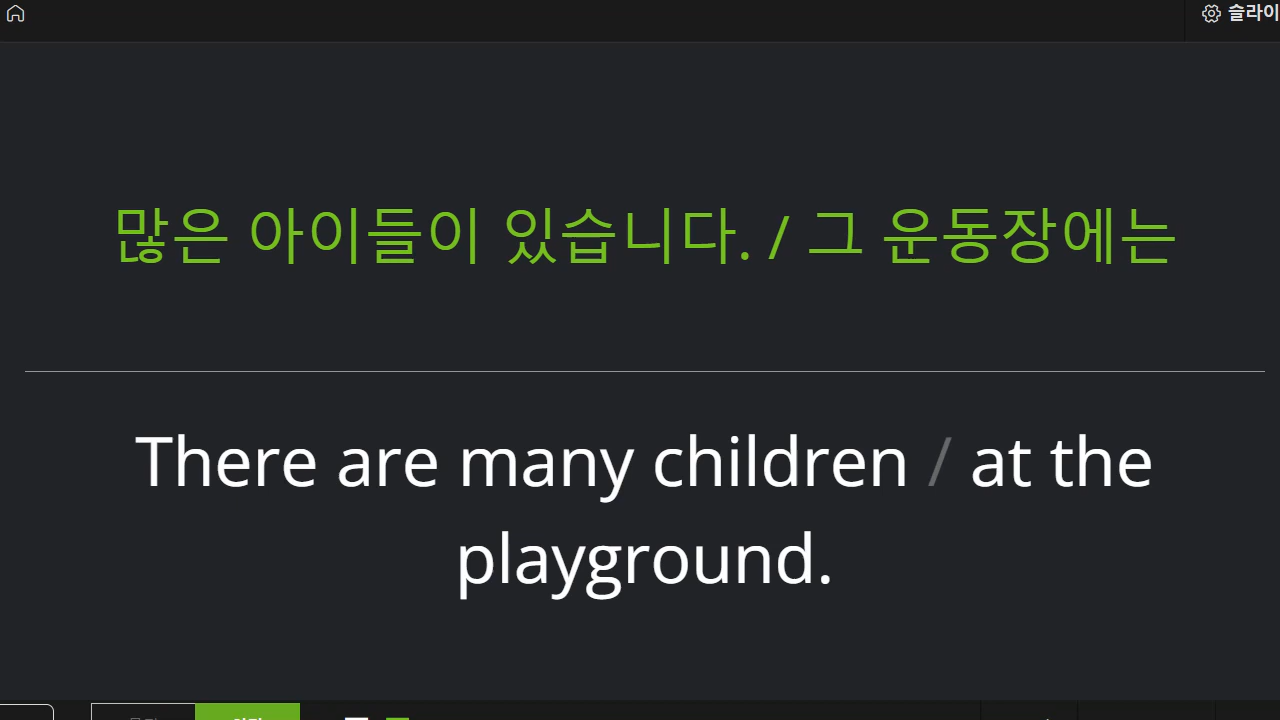 슬라이
많은 아이들이 있습니다. / 그 운동장에는
There are many children / at the
playground.